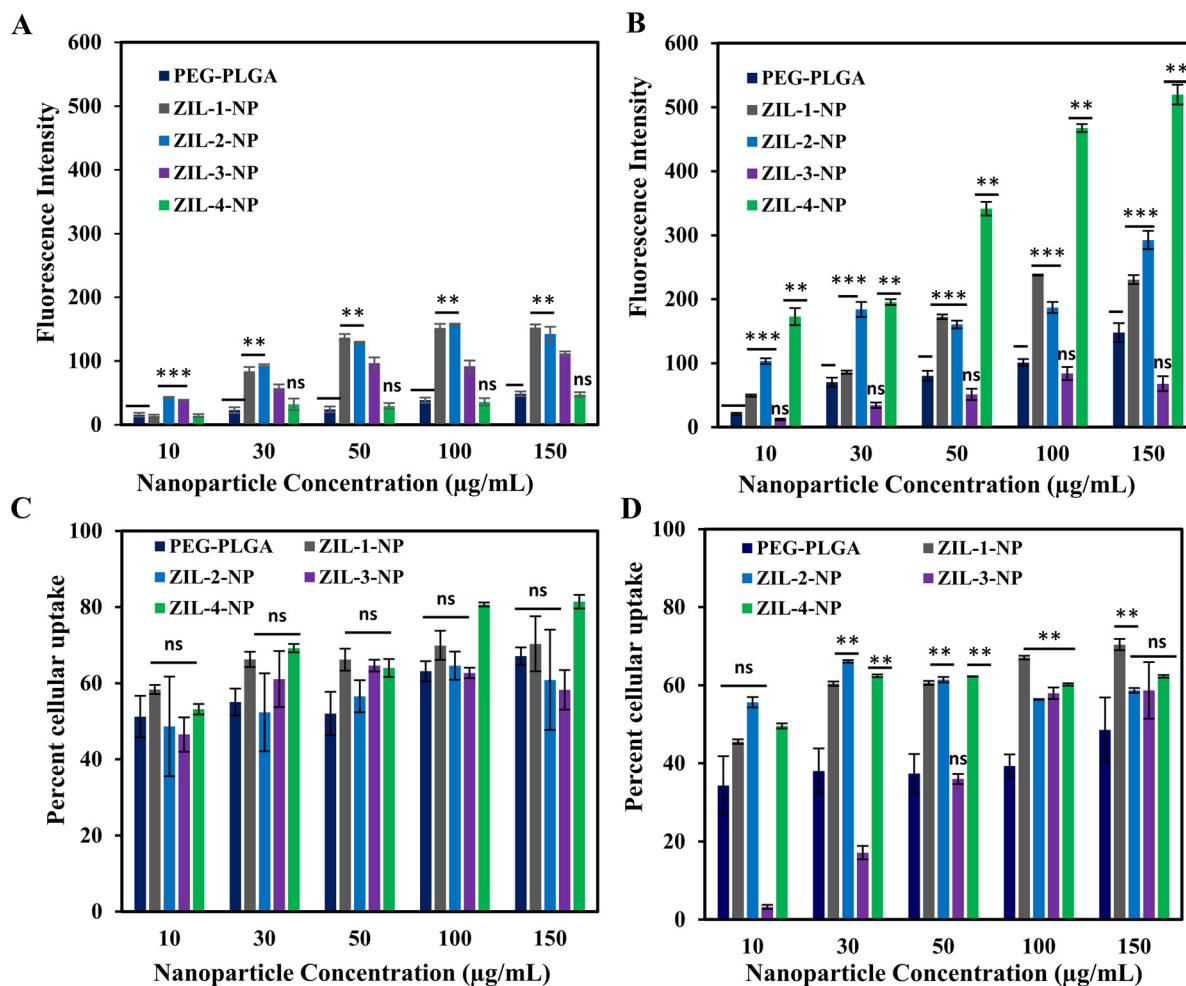 A
600
500
400
300
200
100
0
Fluorescence Intensity
PEG-PLGA
ZIL-1-NP
ZIL-2-NP
ZIL-3-NP
ZIL-4-NP
***
**
ns
**
ns
**
ns
**
ns
10 30 50 100 150
Nanoparticle Concentration (µg/mL)
B
600
500
400
300
200
100
0
Fluorescence Intensity
PEG-PLGA
ZIL-1-NP
ZIL-2-NP
ZIL-3-NP
ZIL-4-NP
***
ns
**
***
ns
**
***
ns
**
***
ns
**
***
ns
**
10 30 50 100 150
Nanoparticle Concentration (µg/mL)
C
100
80
60
40
20
0
Percent cellular uptake
PEG-PLGA ZIL-1-NP
ZIL-2-NP ZIL-3-NP
ZIL-4-NP
ns
ns
ns
ns
ns
10 30 50 100 150
Nanoparticle Concentration (µg/mL)
D
100
80
60
40
20
0
Percent cellular uptake
PEG-PLGA ZIL-1-NP
ZIL-2-NP ZIL-3-NP
ZIL-4-NP
ns
**
**
**
ns
**
**
**
ns
10 30 50 100 150
Nanoparticle Concentration (µg/mL)